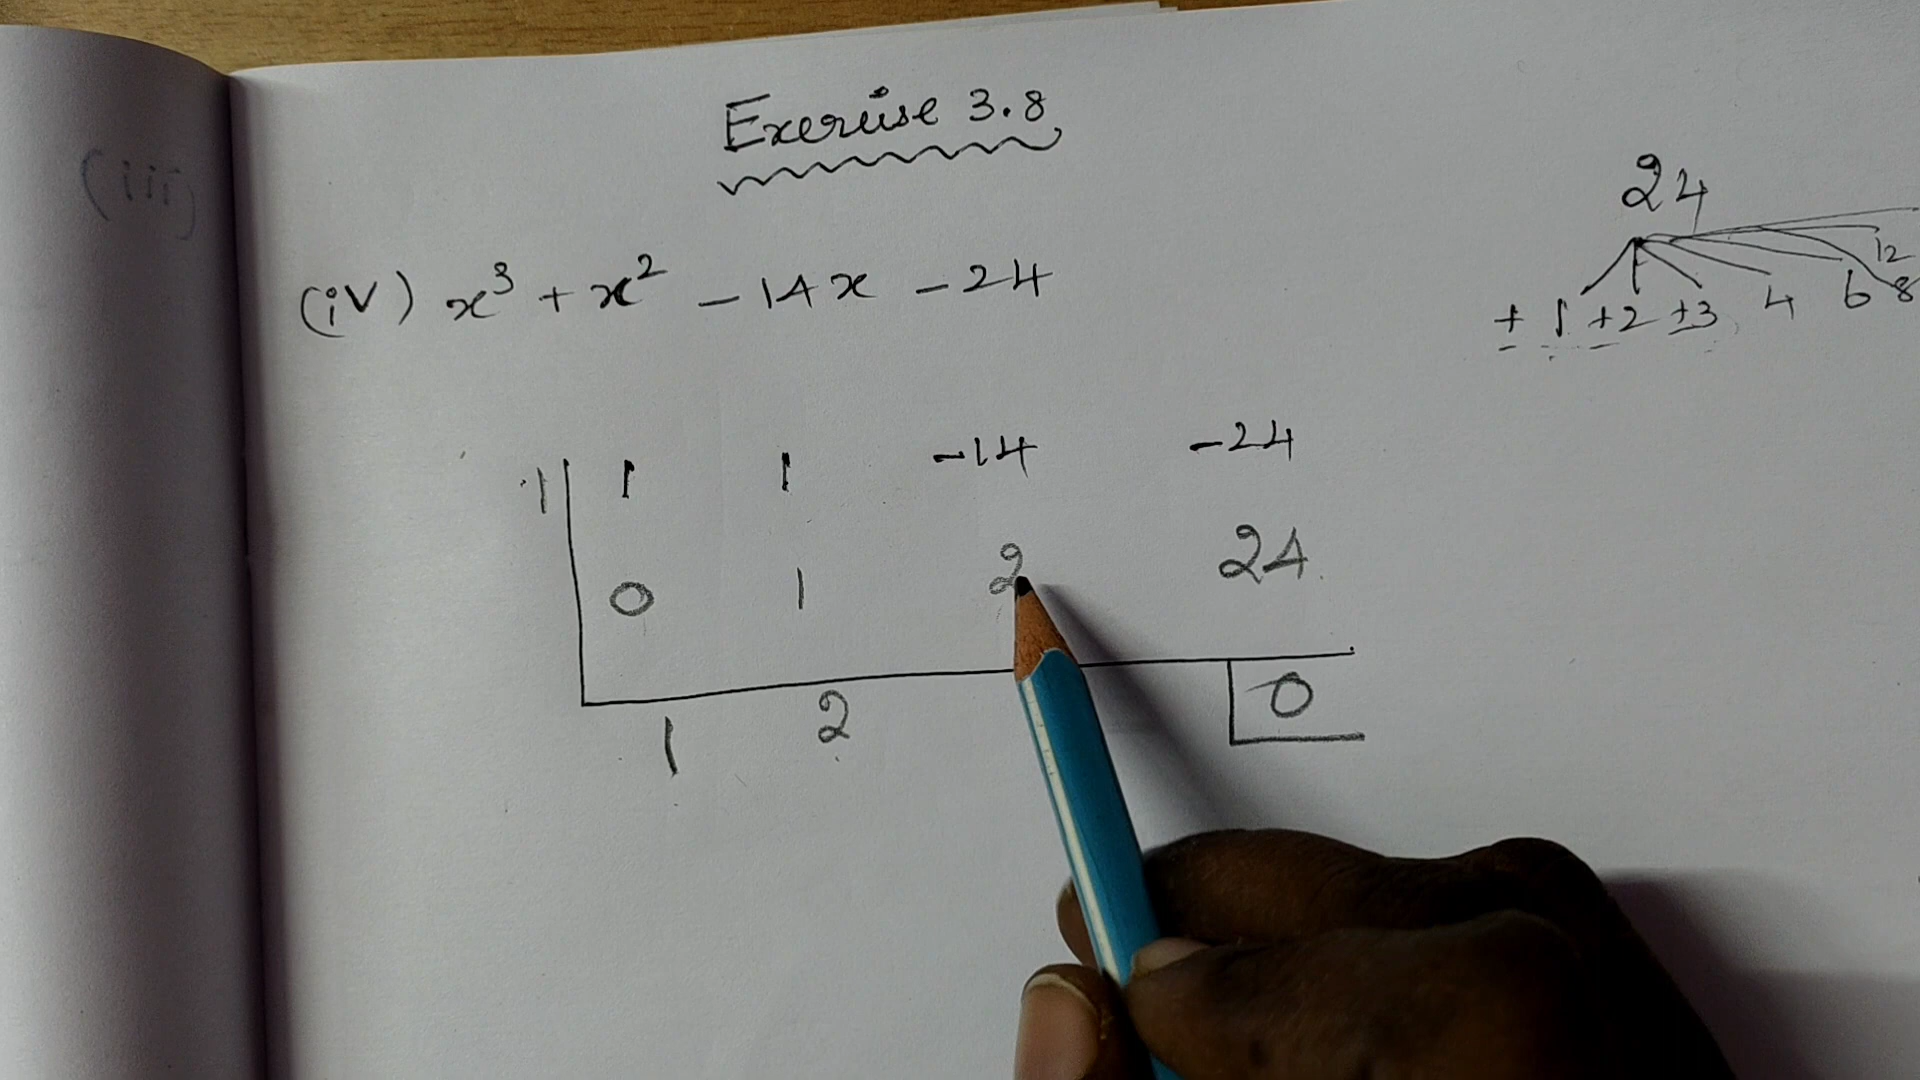 Exercise 3.8
(iii)
24
± 1 ±2 ±3 4 6 8 12
(iv) x³ + x² - 14x - 24
1 1 1 -14 -24
0 1 2 24
1 2 0